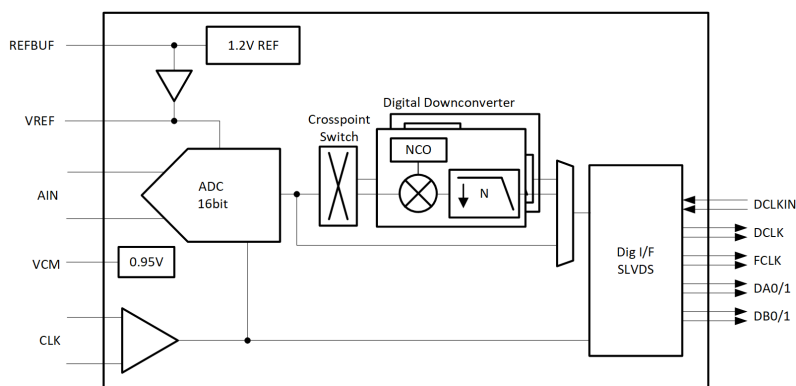 REFBUF
1.2V REF
VREF
Digital Downconverter
Crosspoint
Switch
NCO
ADC
16bit
N
AIN
DCLKIN
DCLK
Dig I/F
SLVDS
FCLK
VCM
0.95V
DA0/1
DB0/1
CLK